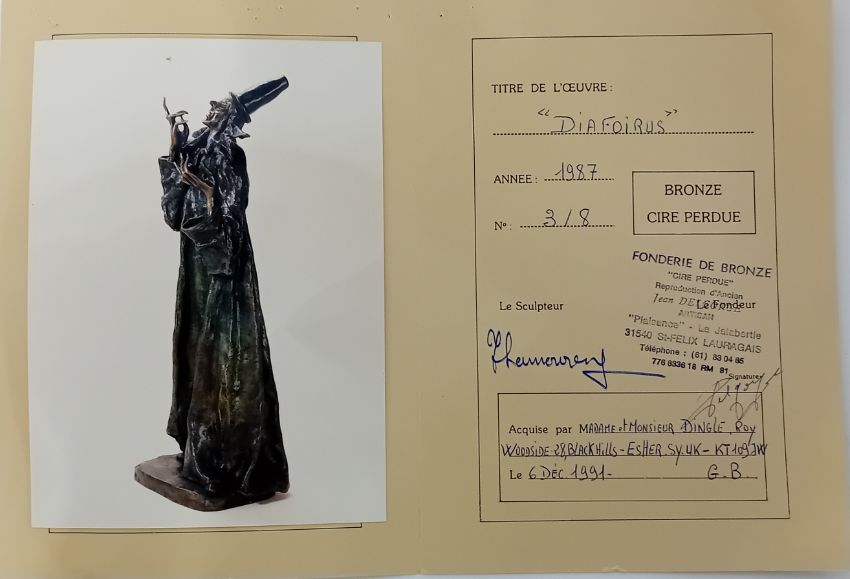 TITRE DE L'ŒUVRE :
"DIAFOIRUS"
ANNEE : 1987
BRONZE
CIRE PERDUE
N° : 3/8
FONDERIE DE BRONZE
"CIRE PERDUE"
Reproduction d'Ancien
Jean
Le Sculpteur
Le Fondeur
ARTISAN
"Plaisance" - La Jalabertie
31540 St-FELIX LAURAGAIS
Téléphone : (61) 83 04 85
776 8336 18 RM 81
Signature
Acquise par MADAME et MONSIEUR DINGLE, Roy
WOODSIDE - 28, BLACKHILLS - ESHER. SY. UK - KT10 9JW
Le 6 DÉC. 1991 - G.B.